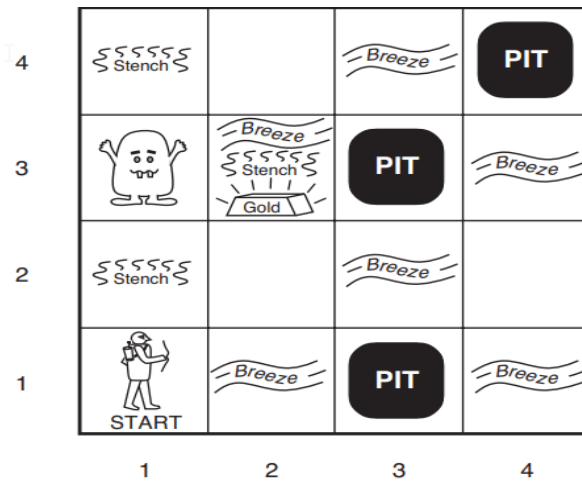 4
Stench
Breeze
PIT
3
Breeze
Stench
Gold
PIT
Breeze
2
Stench
Breeze
1
START
Breeze
PIT
Breeze
1 2 3 4